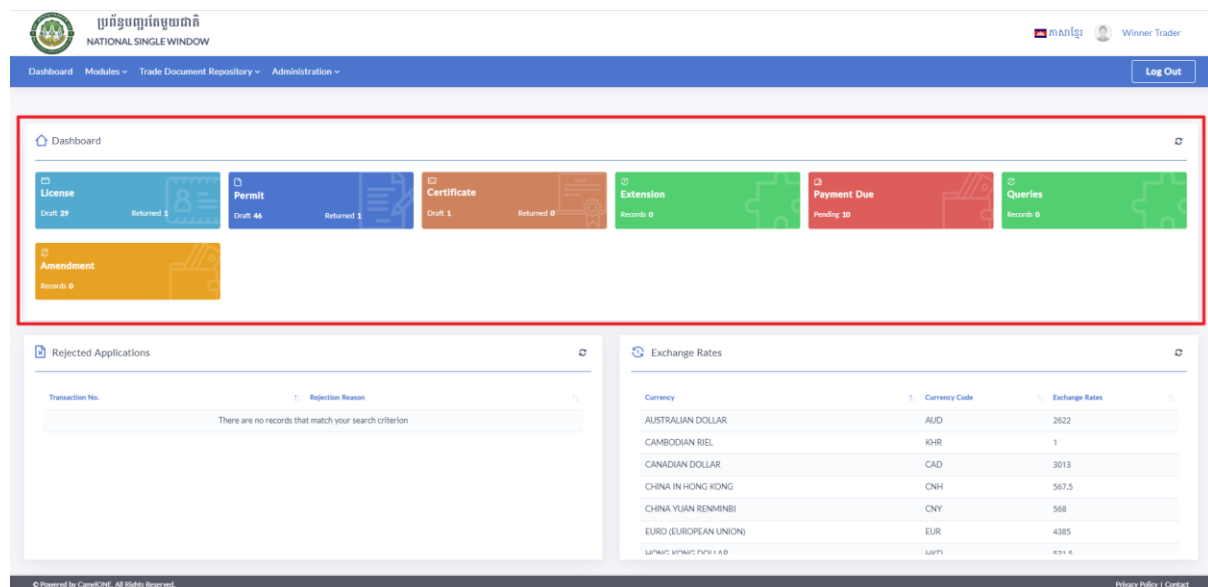 ប្រព័ន្ធបញ្ជរតែមួយជាតិ
NATIONAL SINGLE WINDOW
ភាសាខ្មែរ
Winner Trader
Dashboard Modules Trade Document Repository Administration
Log Out
Dashboard
License
Draft 29 Returned 1
Permit
Draft 46 Returned 1
Certificate
Draft 1 Returned 0
Extension
Records 0
Payment Due
Pending 10
Queries
Records 0
Amendment
Records 0
Rejected Applications
Transaction No. Rejection Reason
There are no records that match your search criterion
Exchange Rates
Currency Currency Code Exchange Rates
AUSTRALIAN DOLLAR AUD 2622
CAMBODIAN RIEL KHR 1
CANADIAN DOLLAR CAD 3013
CHINA IN HONG KONG CNH 567.5
CHINA YUAN RENMINBI CNY 568
EURO (EUROPEAN UNION) EUR 4385
HONG KONG DOLLAR HKD
© Powered by CamelONE. All Rights Reserved.
Privacy Policy | Contact